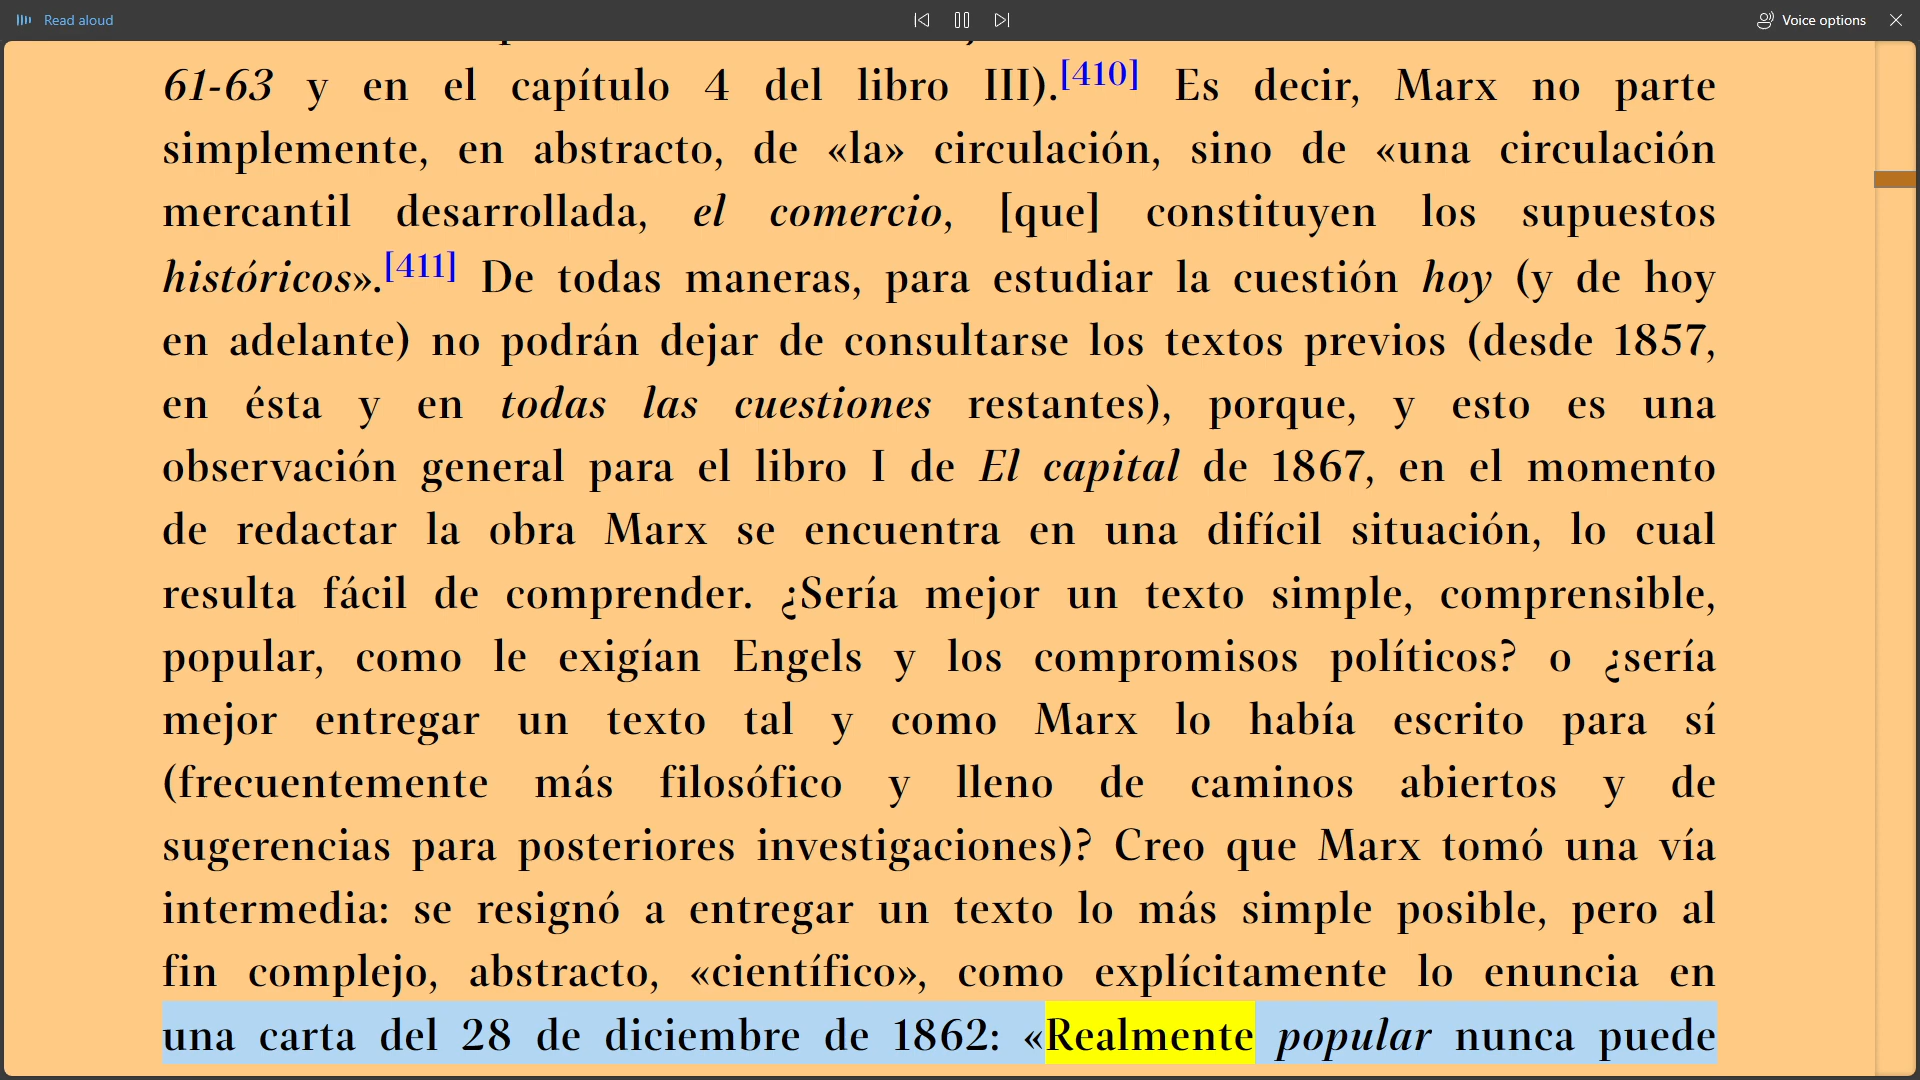 Read aloud
Voice options
61-63 y en el capítulo 4 del libro III).[410] Es decir, Marx no parte
simplemente, en abstracto, de «la» circulación, sino de «una circulación
mercantil desarrollada, el comercio, [que] constituyen los supuestos
históricos».[411] De todas maneras, para estudiar la cuestión hoy (y de hoy
en adelante) no podrán dejar de consultarse los textos previos (desde 1857,
en ésta y en todas las cuestiones restantes), porque, y esto es una
observación general para el libro I de El capital de 1867, en el momento
de redactar la obra Marx se encuentra en una difícil situación, lo cual
resulta fácil de comprender. ¿Sería mejor un texto simple, comprensible,
popular, como le exigían Engels y los compromisos políticos? o ¿sería
mejor entregar un texto tal y como Marx lo había escrito para sí
(frecuentemente más filosófico y lleno de caminos abiertos y de
sugerencias para posteriores investigaciones)? Creo que Marx tomó una vía
intermedia: se resignó a entregar un texto lo más simple posible, pero al
fin complejo, abstracto, «científico», como explícitamente lo enuncia en
una carta del 28 de diciembre de 1862: «Realmente popular nunca puede